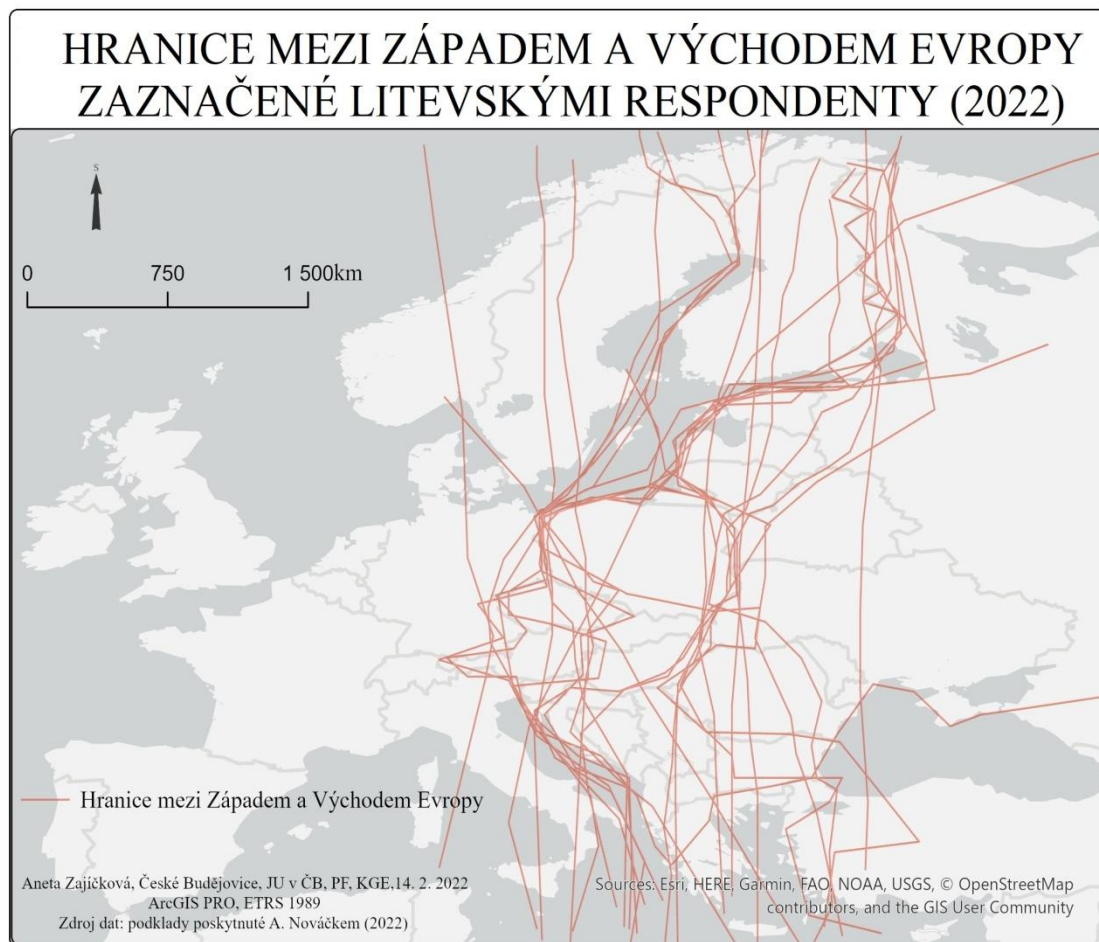 HRANICE MEZI ZÁPADEM A VÝCHODEM EVROPY
ZAZNAČENÉ LITEVSKÝMI RESPONDENTY (2022)
S
0 750 1 500km
Hranice mezi Západem a Východem Evropy
Aneta Zajíčková, České Budějovice, JU v ČB, PF, KGE,14. 2. 2022
ArcGIS PRO, ETRS 1989
Zdroj dat: podklady poskytnuté A. Nováčkem (2022)
Sources: Esri, HERE, Garmin, FAO, NOAA, USGS, © OpenStreetMap
contributors, and the GIS User Community